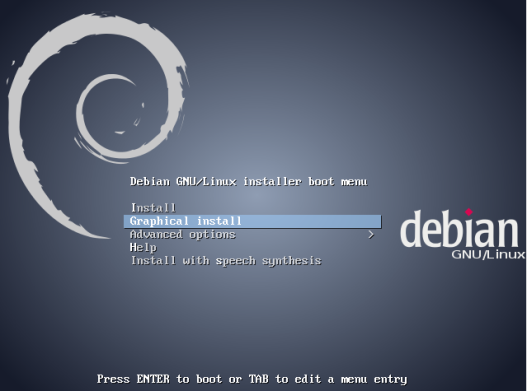 Debian GNU/Linux installer boot menu
Install
Graphical install
Advanced options >
Help
Install with speech synthesis
debian
GNU/Linux
Press ENTER to boot or TAB to edit a menu entry